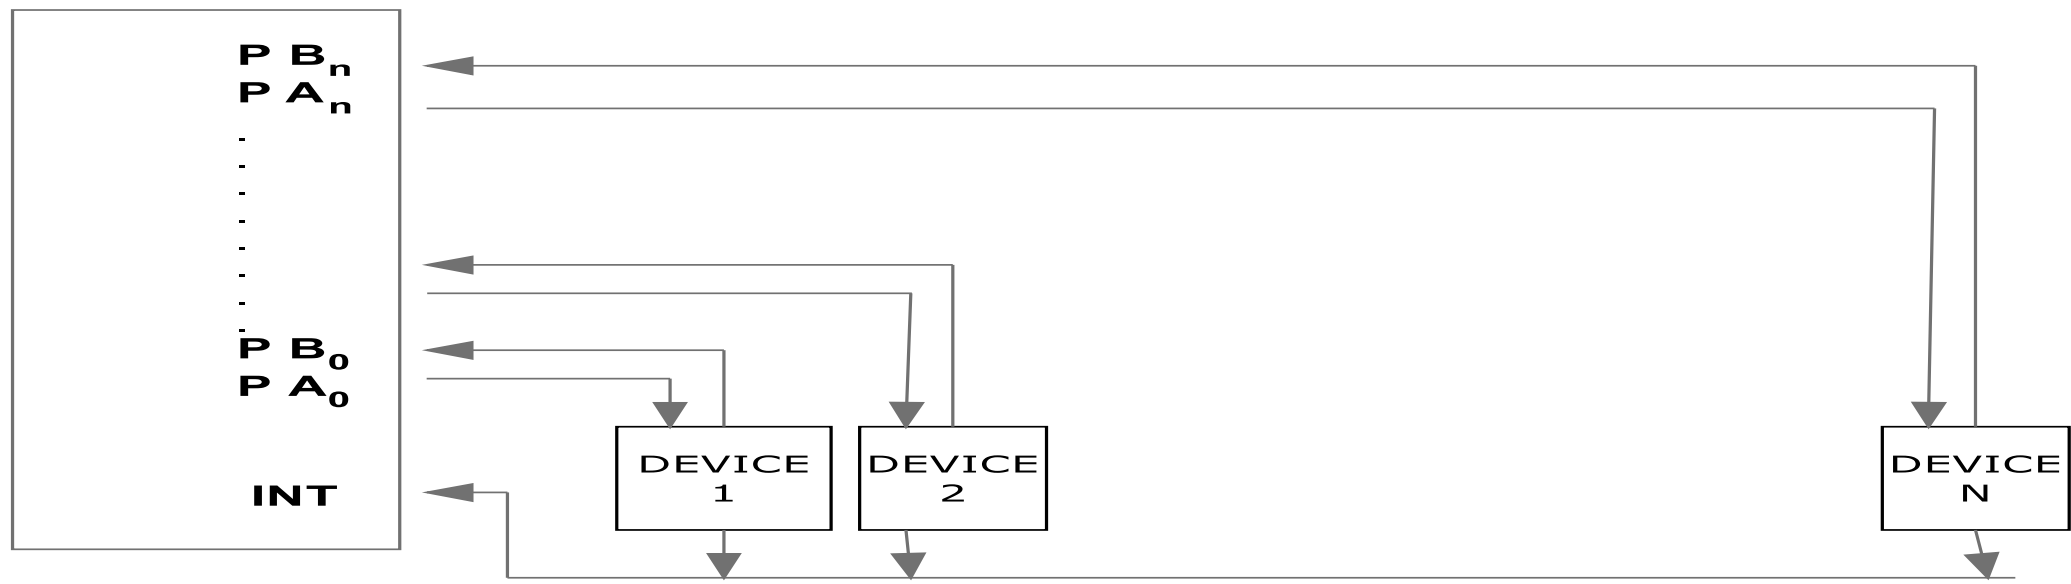 P Bn
P An
P B0
P A0
INT
DEVICE
1
DEVICE
2
DEVICE
N